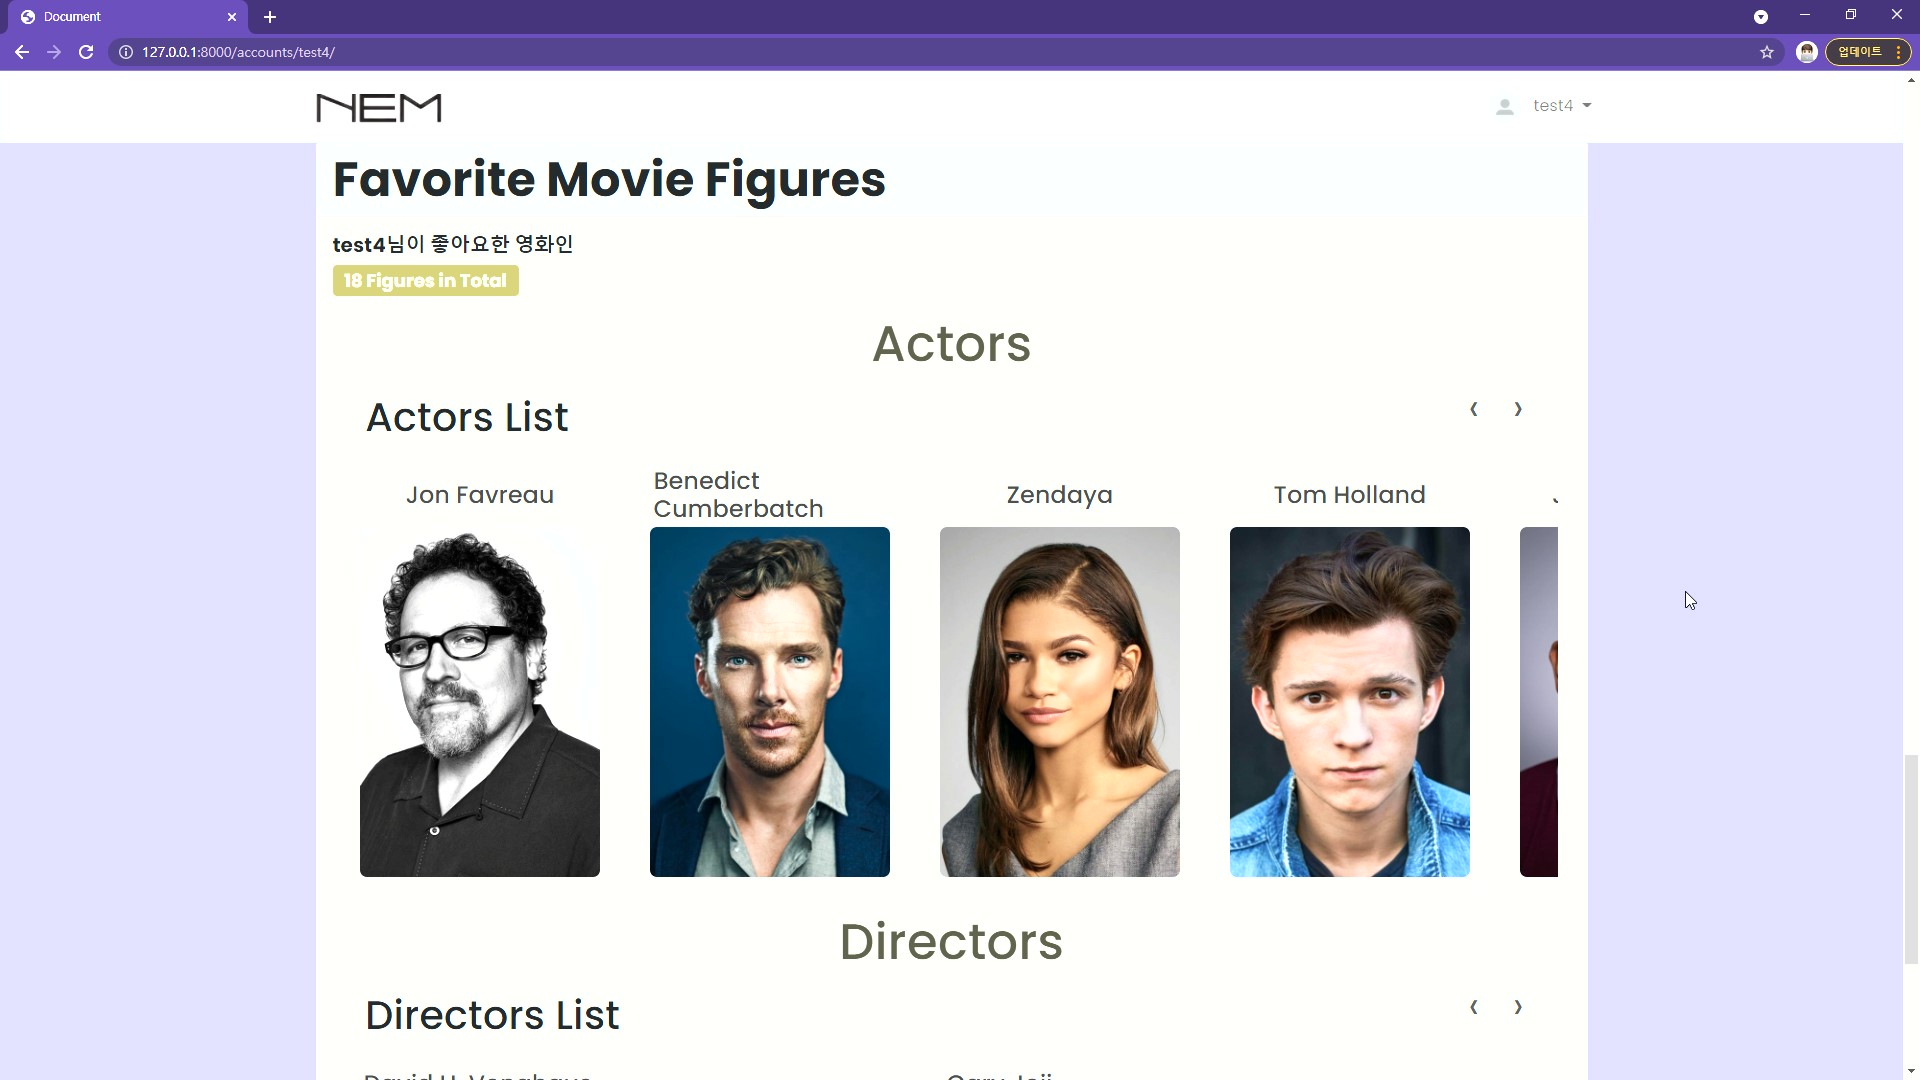 Document
127.0.0.1:8000/accounts/test4/
업데이트
NEM
test4
Favorite Movie Figures
test4님이 좋아요한 영화인
18 Figures in Total
Actors
Actors List
Jon Favreau
Benedict
Cumberbatch
Zendaya
Tom Holland
Directors
Directors List